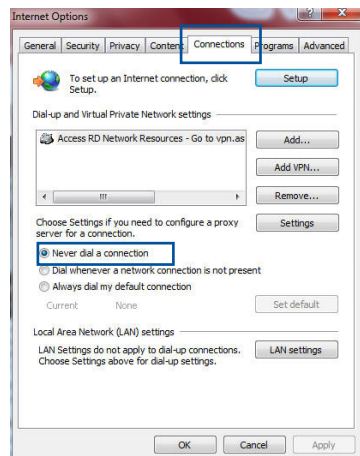 Internet Options
General Security Privacy Content Connections Programs Advanced
To set up an Internet connection, click
Setup.
Setup
Dial-up and Virtual Private Network settings
Access RD Network Resources - Go to vpn.as
Add...
Add VPN...
Remove...
Choose Settings if you need to configure a proxy
server for a connection.
Settings
Never dial a connection
Dial whenever a network connection is not present
Always dial my default connection
Current None
Set default
Local Area Network (LAN) settings
LAN Settings do not apply to dial-up connections.
Choose Settings above for dial-up settings.
LAN settings
OK Cancel Apply